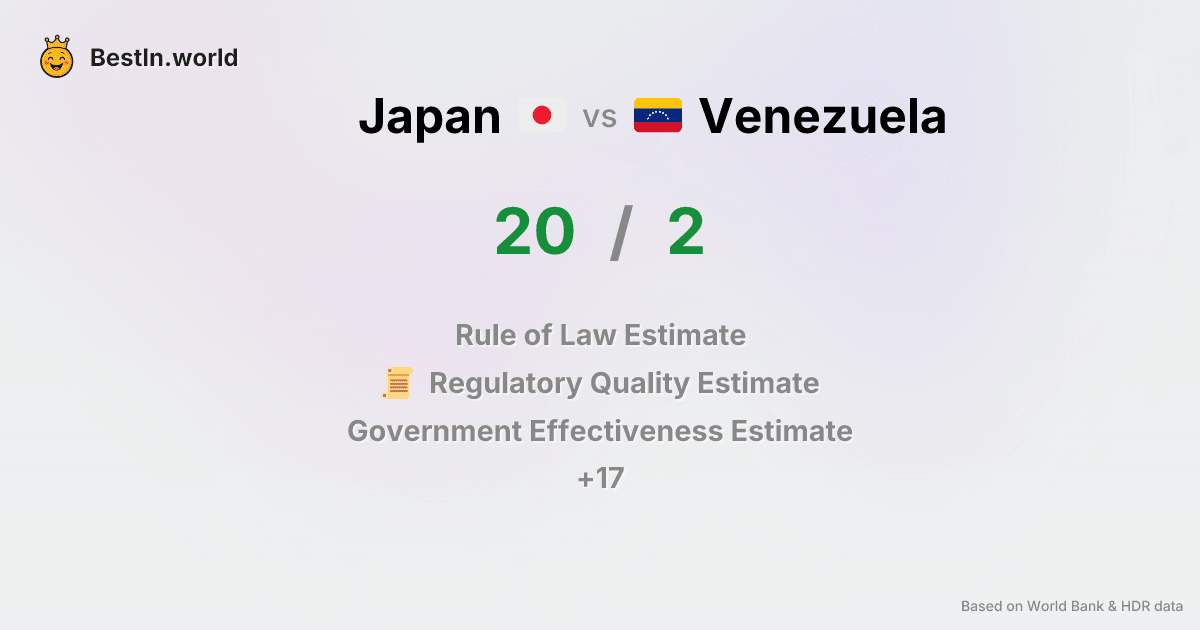 BestIn.world
Japan vs Venezuela
20 / 2
Rule of Law Estimate
Regulatory Quality Estimate
Government Effectiveness Estimate
+17
Based on World Bank & HDR data